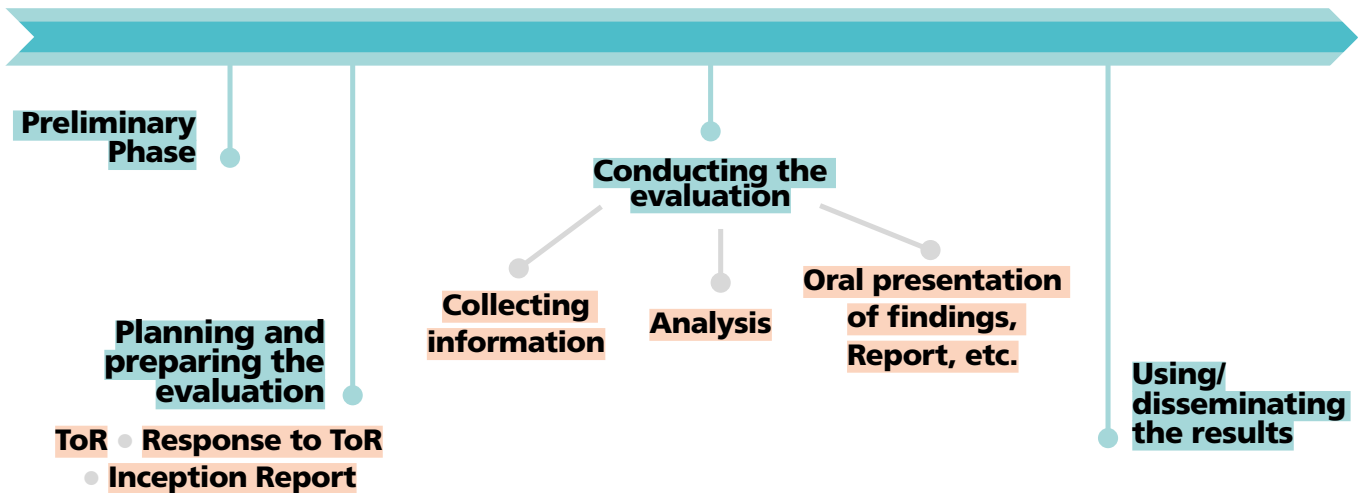 Preliminary
Phase
Planning and
preparing the
evaluation
ToR • Response to ToR
• Inception Report
Conducting the
evaluation
Collecting
information
Analysis
Oral presentation
of findings,
Report, etc.
Using/
disseminating
the results